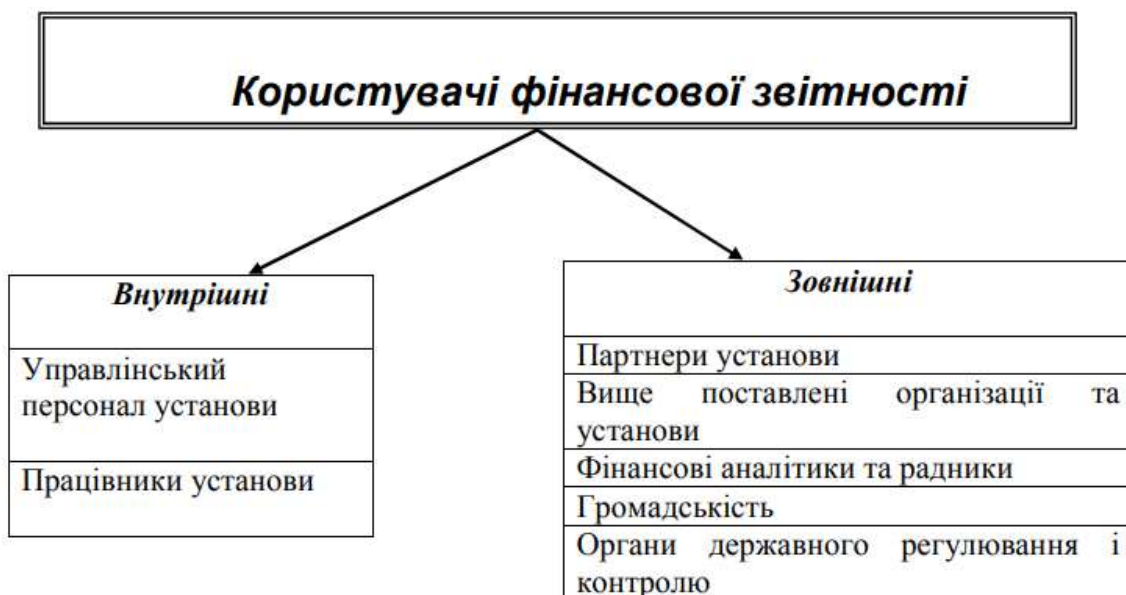 Користувачі фінансової звітності
Внутрішні
Управлінський
персонал установи
Працівники установи
Зовнішні
Партнери установи
Вище поставлені організації та
установи
Фінансові аналітики та радники
Громадськість
Органи державного регулювання і
контролю